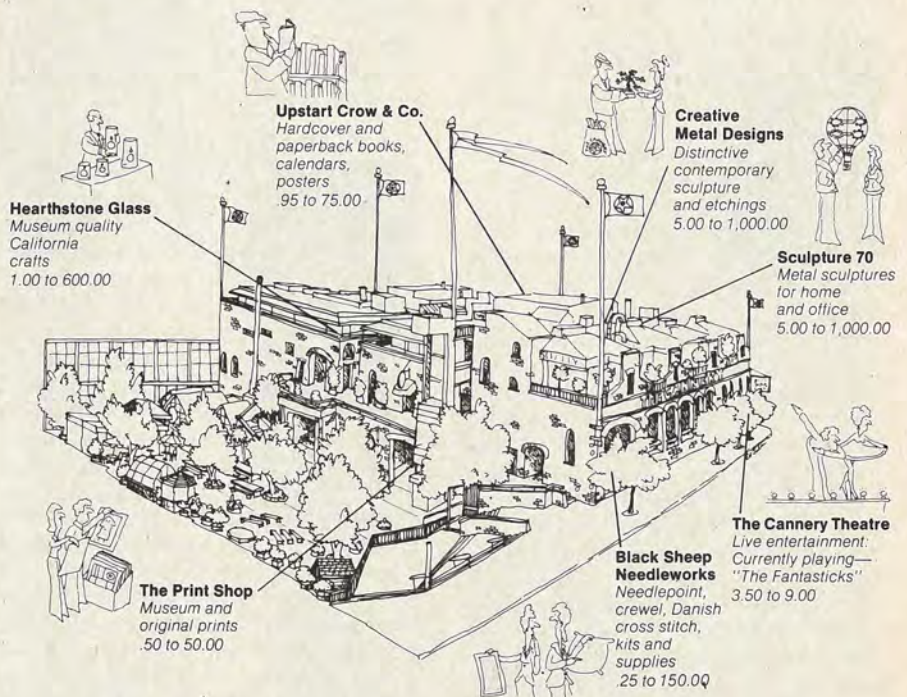 Upstart Crow & Co.
Hardcover and
paperback books,
calendars,
posters
.95 to 75.00
Creative
Metal Designs
Distinctive
contemporary
sculpture
and etchings
5.00 to 1,000.00
Hearthstone Glass
Museum quality
California
crafts
1.00 to 600.00
Sculpture 70
Metal sculptures
for home
and office
5.00 to 1,000.00
The Print Shop
Museum and
original prints
.50 to 50.00
Black Sheep
Needleworks
Needlepoint,
crewel, Danish
cross stitch,
kits and
supplies
.25 to 150.00
The Cannery Theatre
Live entertainment:
Currently playing—
"The Fantasticks"
3.50 to 9.00